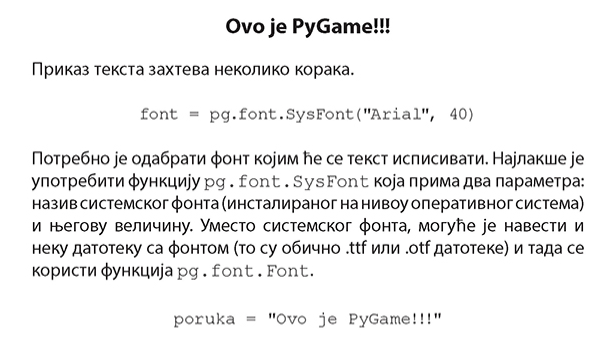 Ovo je PyGame!!!
Приказ текста захтева неколико корака.
font = pg.font.SysFont("Arial", 40)
Потребно је одабрати фонт којим ће се текст исписивати. Најлакше је
употребити функцију pg.font.SysFont која прима два параметра:
назив системског фонта (инсталираног на нивоу оперативног система)
и његову величину. Уместо системског фонта, могуће је навести и
неку датотеку са фонтом (то су обично .ttf или .otf датотеке) и тада се
користи функција pg.font.Font.
poruka = "Ovo je PyGame!!!"